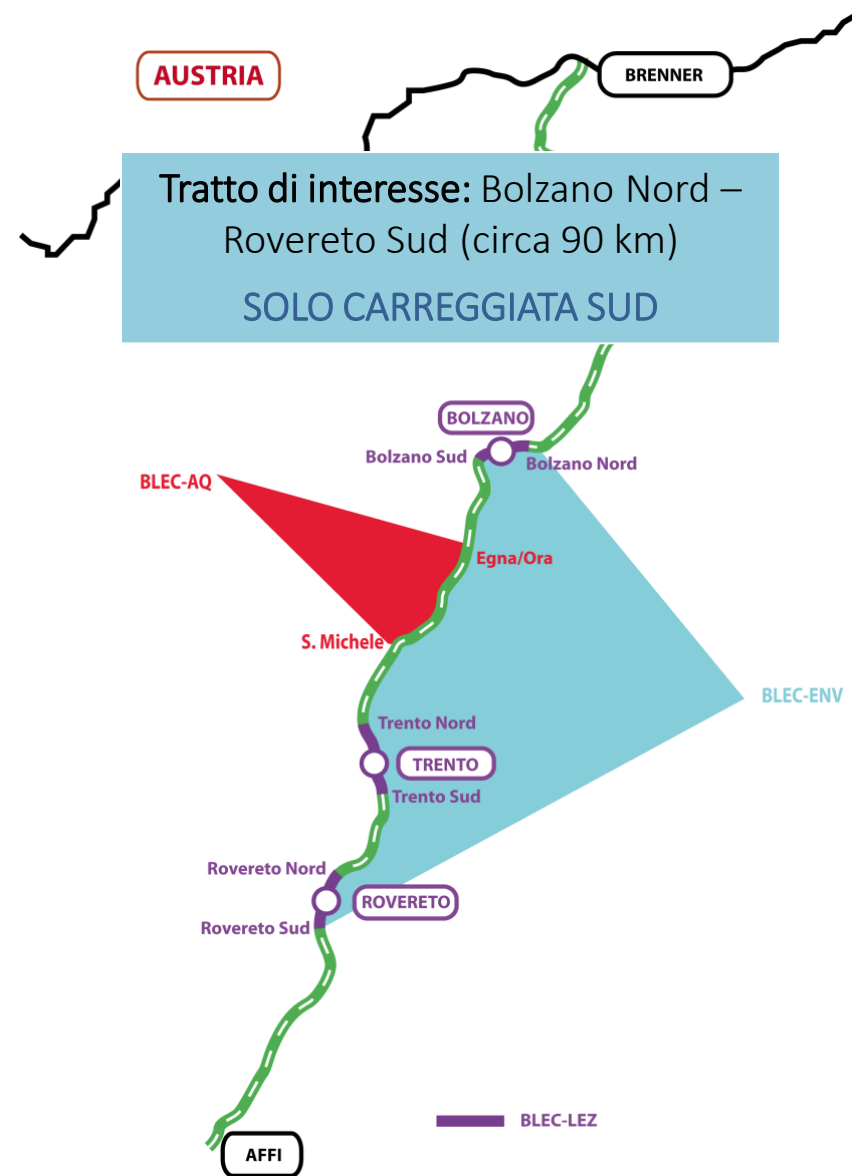 AUSTRIA
BRENNER
Tratto di interesse: Bolzano Nord –
Rovereto Sud (circa 90 km)
SOLO CARREGGIATA SUD
BOLZANO
Bolzano Sud
Bolzano Nord
BLEC-AQ
Egna/Ora
S. Michele
BLEC-ENV
Trento Nord
TRENTO
Trento Sud
Rovereto Nord
ROVERETO
Rovereto Sud
BLEC-LEZ
AFFI